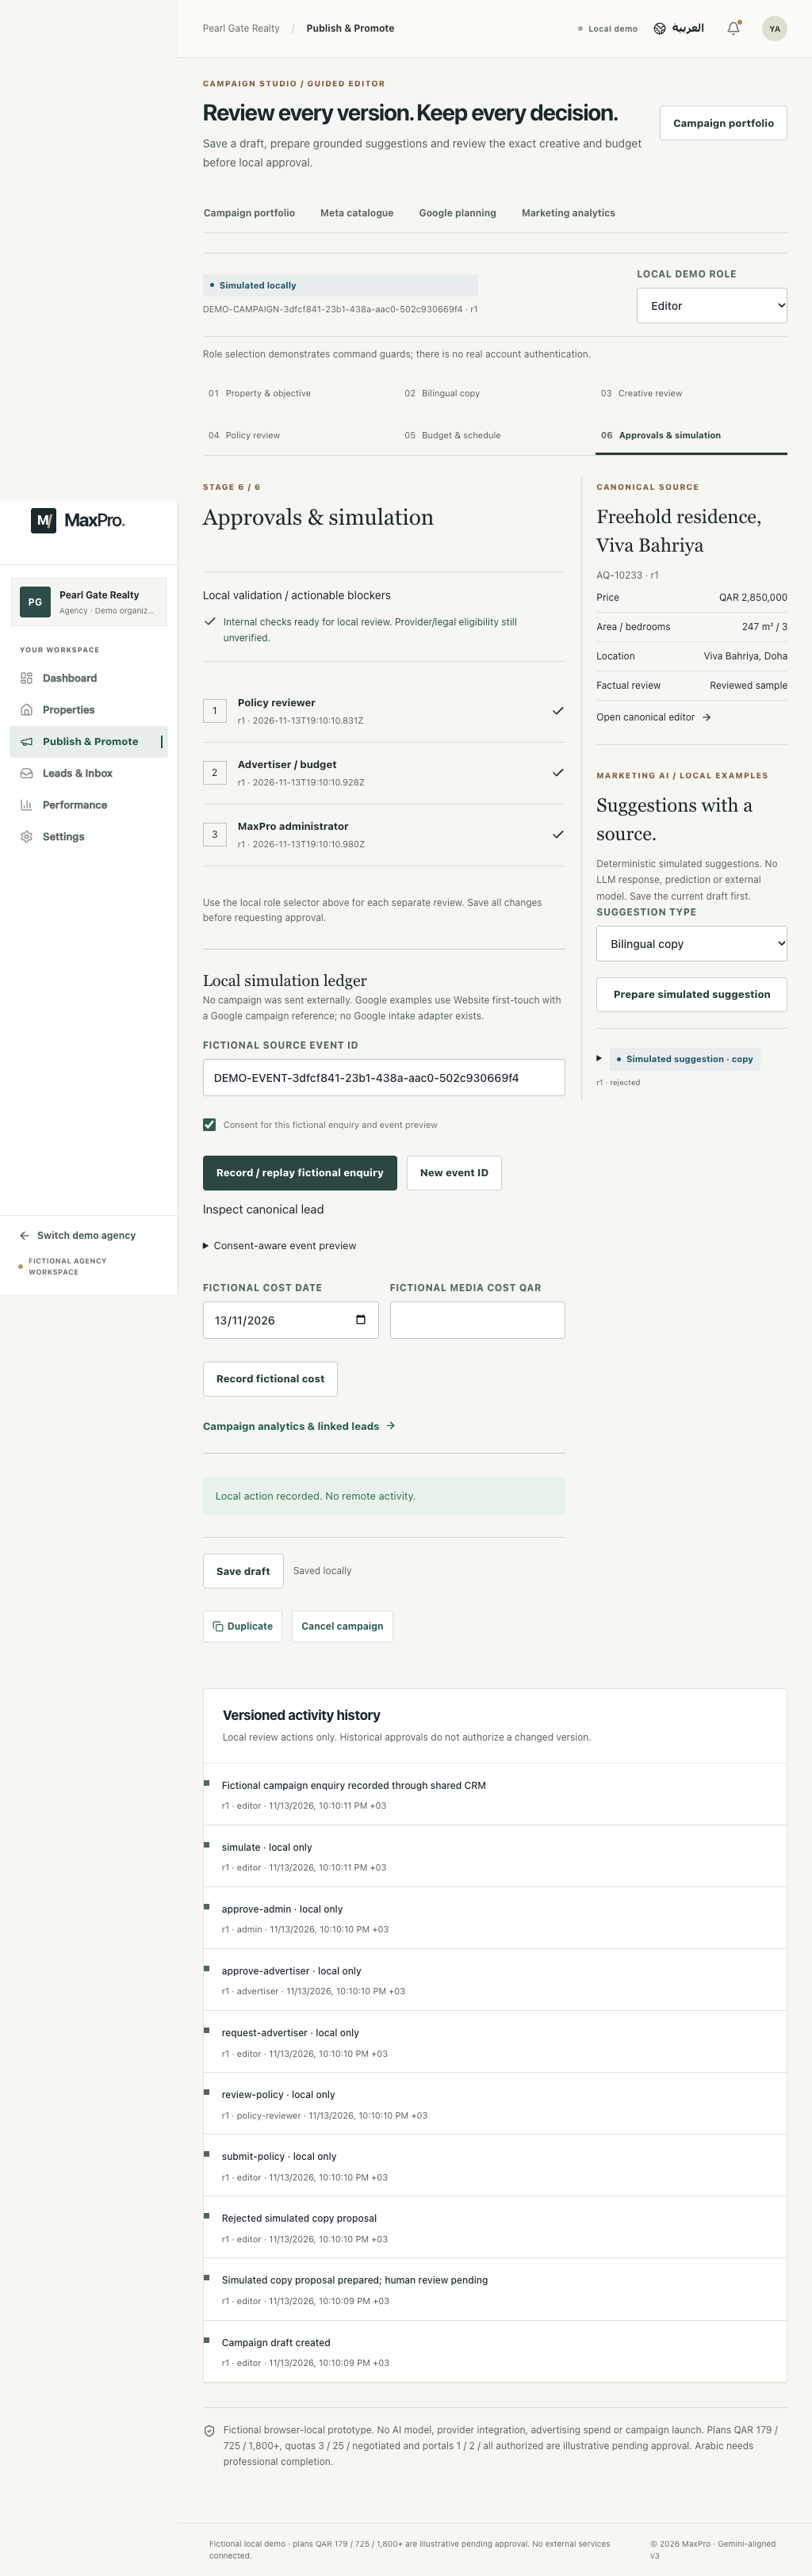 Pearl Gate Realty / Publish & Promote
Local demo
العربية
YA
CAMPAIGN STUDIO / GUIDED EDITOR
Review every version. Keep every decision.
Save a draft, prepare grounded suggestions and review the exact creative and budget
before local approval.
Campaign portfolio
Campaign portfolio Meta catalogue Google planning Marketing analytics
Simulated locally
DEMO-CAMPAIGN-3dfcf841-23b1-438a-aac0-502c930669f4 · r1
LOCAL DEMO ROLE
Editor
Role selection demonstrates command guards; there is no real account authentication.
01 Property & objective
02 Bilingual copy
03 Creative review
04 Policy review
05 Budget & schedule
06 Approvals & simulation
M/ MaxPro.
PG
Pearl Gate Realty
Agency · Demo organiz...
YOUR WORKSPACE
Dashboard
Properties
Publish & Promote
Leads & Inbox
Performance
Settings
Switch demo agency
FICTIONAL AGENCY
WORKSPACE
STAGE 6 / 6
Approvals & simulation
Local validation / actionable blockers
Internal checks ready for local review. Provider/legal eligibility still
unverified.
1
Policy reviewer
r1 · 2026-11-13T19:10:10.831Z
2
Advertiser / budget
r1 · 2026-11-13T19:10:10.928Z
3
MaxPro administrator
r1 · 2026-11-13T19:10:10.980Z
Use the local role selector above for each separate review. Save all changes
before requesting approval.
Local simulation ledger
No campaign was sent externally. Google examples use Website first-touch with
a Google campaign reference; no Google intake adapter exists.
FICTIONAL SOURCE EVENT ID
DEMO-EVENT-3dfcf841-23b1-438a-aac0-502c930669f4
Consent for this fictional enquiry and event preview
Record / replay fictional enquiry
New event ID
Inspect canonical lead
Consent-aware event preview
FICTIONAL COST DATE
13/11/2026
FICTIONAL MEDIA COST QAR
Record fictional cost
Campaign analytics & linked leads
Local action recorded. No remote activity.
Save draft
Saved locally
Duplicate
Cancel campaign
CANONICAL SOURCE
Freehold residence,
Viva Bahriya
AQ-10233 · r1
Price QAR 2,850,000
Area / bedrooms 247 m² / 3
Location Viva Bahriya, Doha
Factual review Reviewed sample
Open canonical editor
MARKETING AI / LOCAL EXAMPLES
Suggestions with a
source.
Deterministic simulated suggestions. No
LLM response, prediction or external
model. Save the current draft first.
SUGGESTION TYPE
Bilingual copy
Prepare simulated suggestion
Simulated suggestion · copy
r1 · rejected
Versioned activity history
Local review actions only. Historical approvals do not authorize a changed version.
Fictional campaign enquiry recorded through shared CRM
r1 · editor · 11/13/2026, 10:10:11 PM +03
simulate · local only
r1 · editor · 11/13/2026, 10:10:11 PM +03
approve-admin · local only
r1 · admin · 11/13/2026, 10:10:10 PM +03
approve-advertiser · local only
r1 · advertiser · 11/13/2026, 10:10:10 PM +03
request-advertiser · local only
r1 · editor · 11/13/2026, 10:10:10 PM +03
review-policy · local only
r1 · policy-reviewer · 11/13/2026, 10:10:10 PM +03
submit-policy · local only
r1 · editor · 11/13/2026, 10:10:10 PM +03
Rejected simulated copy proposal
r1 · editor · 11/13/2026, 10:10:10 PM +03
Simulated copy proposal prepared; human review pending
r1 · editor · 11/13/2026, 10:10:09 PM +03
Campaign draft created
r1 · editor · 11/13/2026, 10:10:09 PM +03
Fictional browser-local prototype. No AI model, provider integration, advertising spend or campaign launch. Plans QAR 179 /
725 / 1,800+, quotas 3 / 25 / negotiated and portals 1 / 2 / all authorized are illustrative pending approval. Arabic needs
professional completion.
Fictional local demo · plans QAR 179 / 725 / 1,800+ are illustrative pending approval. No external services
connected.
© 2026 MaxPro · Gemini-aligned
v3